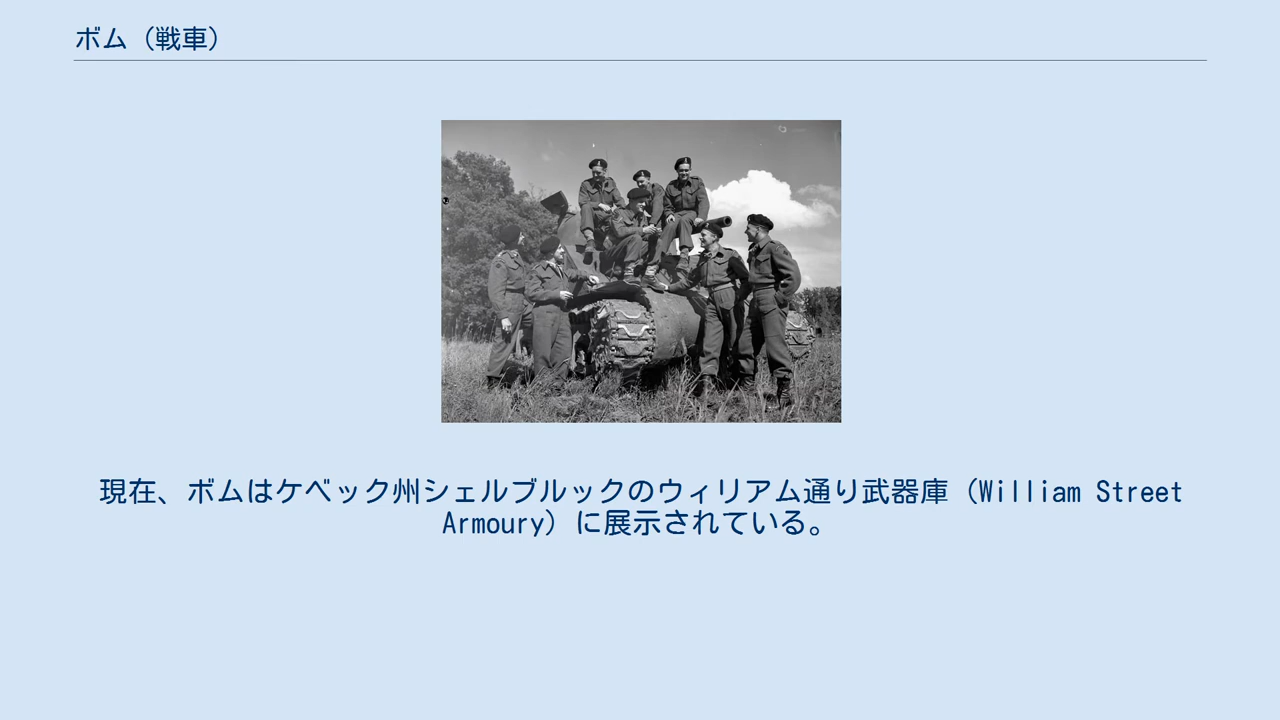 ボム（戦車）
現在、ボムはケベック州シェルブルックのウィリアム通り武器庫（William Street
Armoury）に展示されている。